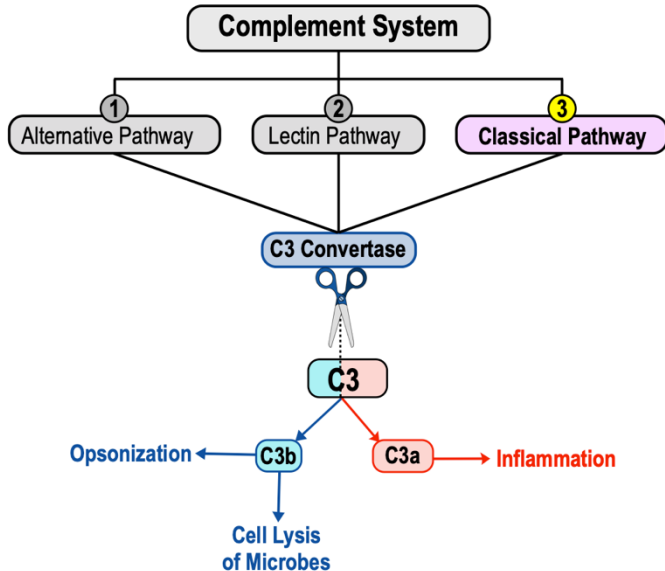 Complement System
1
2
3
Alternative Pathway
Lectin Pathway
Classical Pathway
C3 Convertase
C3
Opsonization
C3b
C3a
Inflammation
Cell Lysis
of Microbes